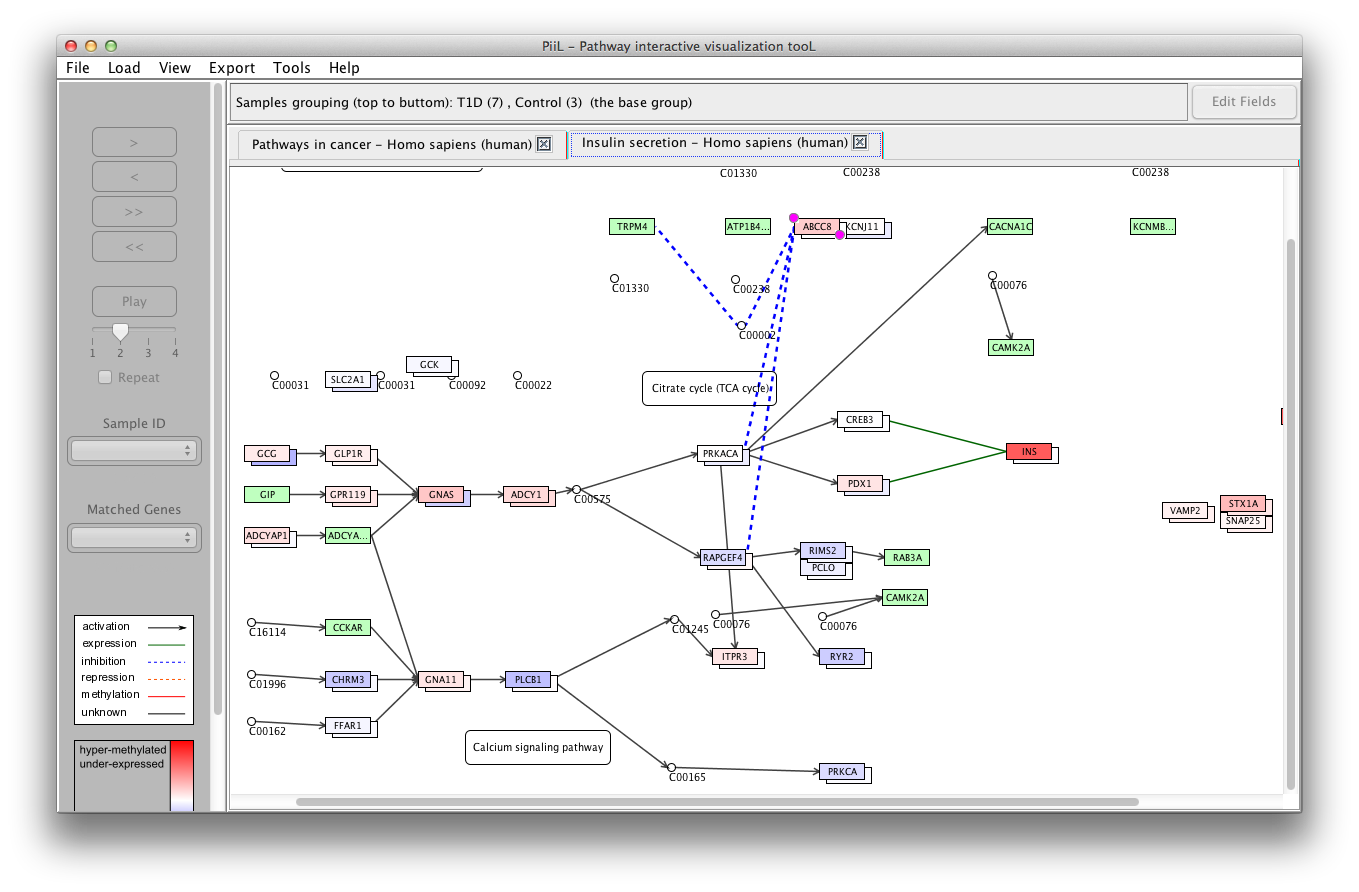 PiiL – Pathway interactive visualization tooL
File Load View Export Tools Help
Samples grouping (top to buttom): T1D (7) , Control (3)  (the base group)
Edit Fields
Pathways in cancer – Homo sapiens (human)
Insulin secretion – Homo sapiens (human)
>
<
>>
<<
Play
1 2 3 4
Repeat
Sample ID
Matched Genes
activation
expression
inhibition
repression
methylation
unknown
hyper-methylated
under-expressed
C01330 C00238 C00238
TRPM4 ATP1B4... ABCC8 KCNJ11 CACNA1C KCNMB...
C01330 C00238 C00076
C00002
CAMK2A
GCK
C00031 SLC2A1 C00031 C00092 C00022
Citrate cycle (TCA cycle)
CREB3
GCG GLP1R PRKACA INS
PDX1
GIP GPR119 GNAS ADCY1 C00575
VAMP2 STX1A
SNAP25
ADCYAP1 ADCYA...
RAPGEF4 RIMS2 RAB3A
PCLO
CAMK2A
C16114 CCKAR C01245 C00076 C00076
ITPR3 RYR2
C01996 CHRM3 GNA11 PLCB1
C00162 FFAR1
Calcium signaling pathway
C00165 PRKCA